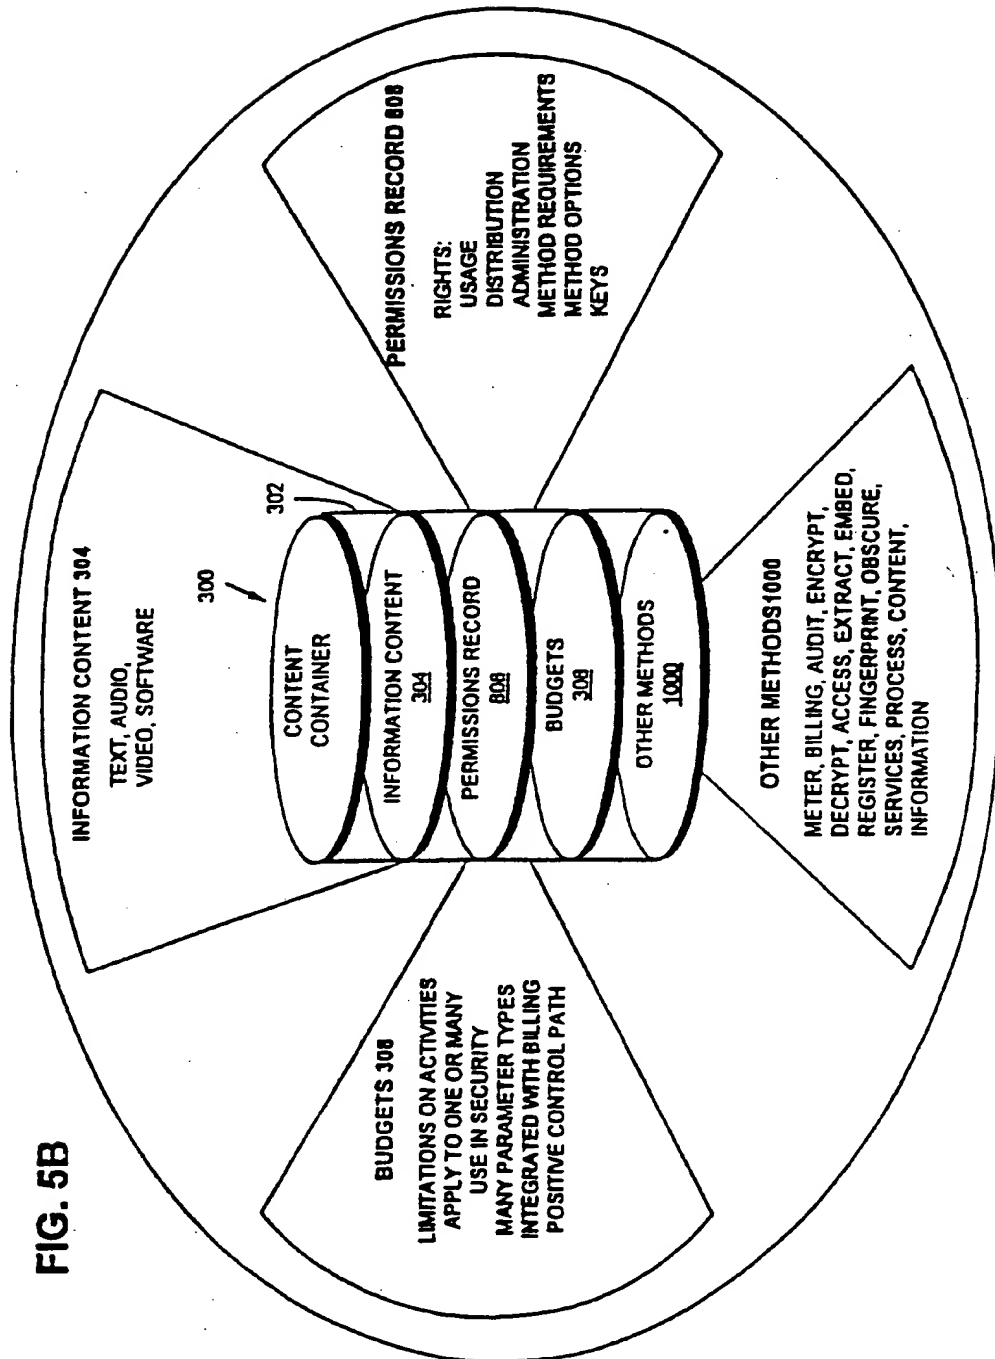 FIG. 5B
INFORMATION CONTENT 304
TEXT, AUDIO,
VIDEO, SOFTWARE
300
302
CONTENT
CONTAINER
INFORMATION CONTENT
304
PERMISSIONS RECORD
808
BUDGETS
308
OTHER METHODS
1000
BUDGETS 308
LIMITATIONS ON ACTIVITIES
APPLY TO ONE OR MANY
USE IN SECURITY
MANY PARAMETER TYPES
INTEGRATED WITH BILLING
POSITIVE CONTROL PATH
PERMISSIONS RECORD 808
RIGHTS:
USAGE
DISTRIBUTION
ADMINISTRATION
METHOD REQUIREMENTS
METHOD OPTIONS
KEYS
OTHER METHODS1000
METER, BILLING, AUDIT, ENCRYPT,
DECRYPT, ACCESS, EXTRACT, EMBED,
REGISTER, FINGERPRINT, OBSCURE,
SERVICES, PROCESS, CONTENT,
INFORMATION